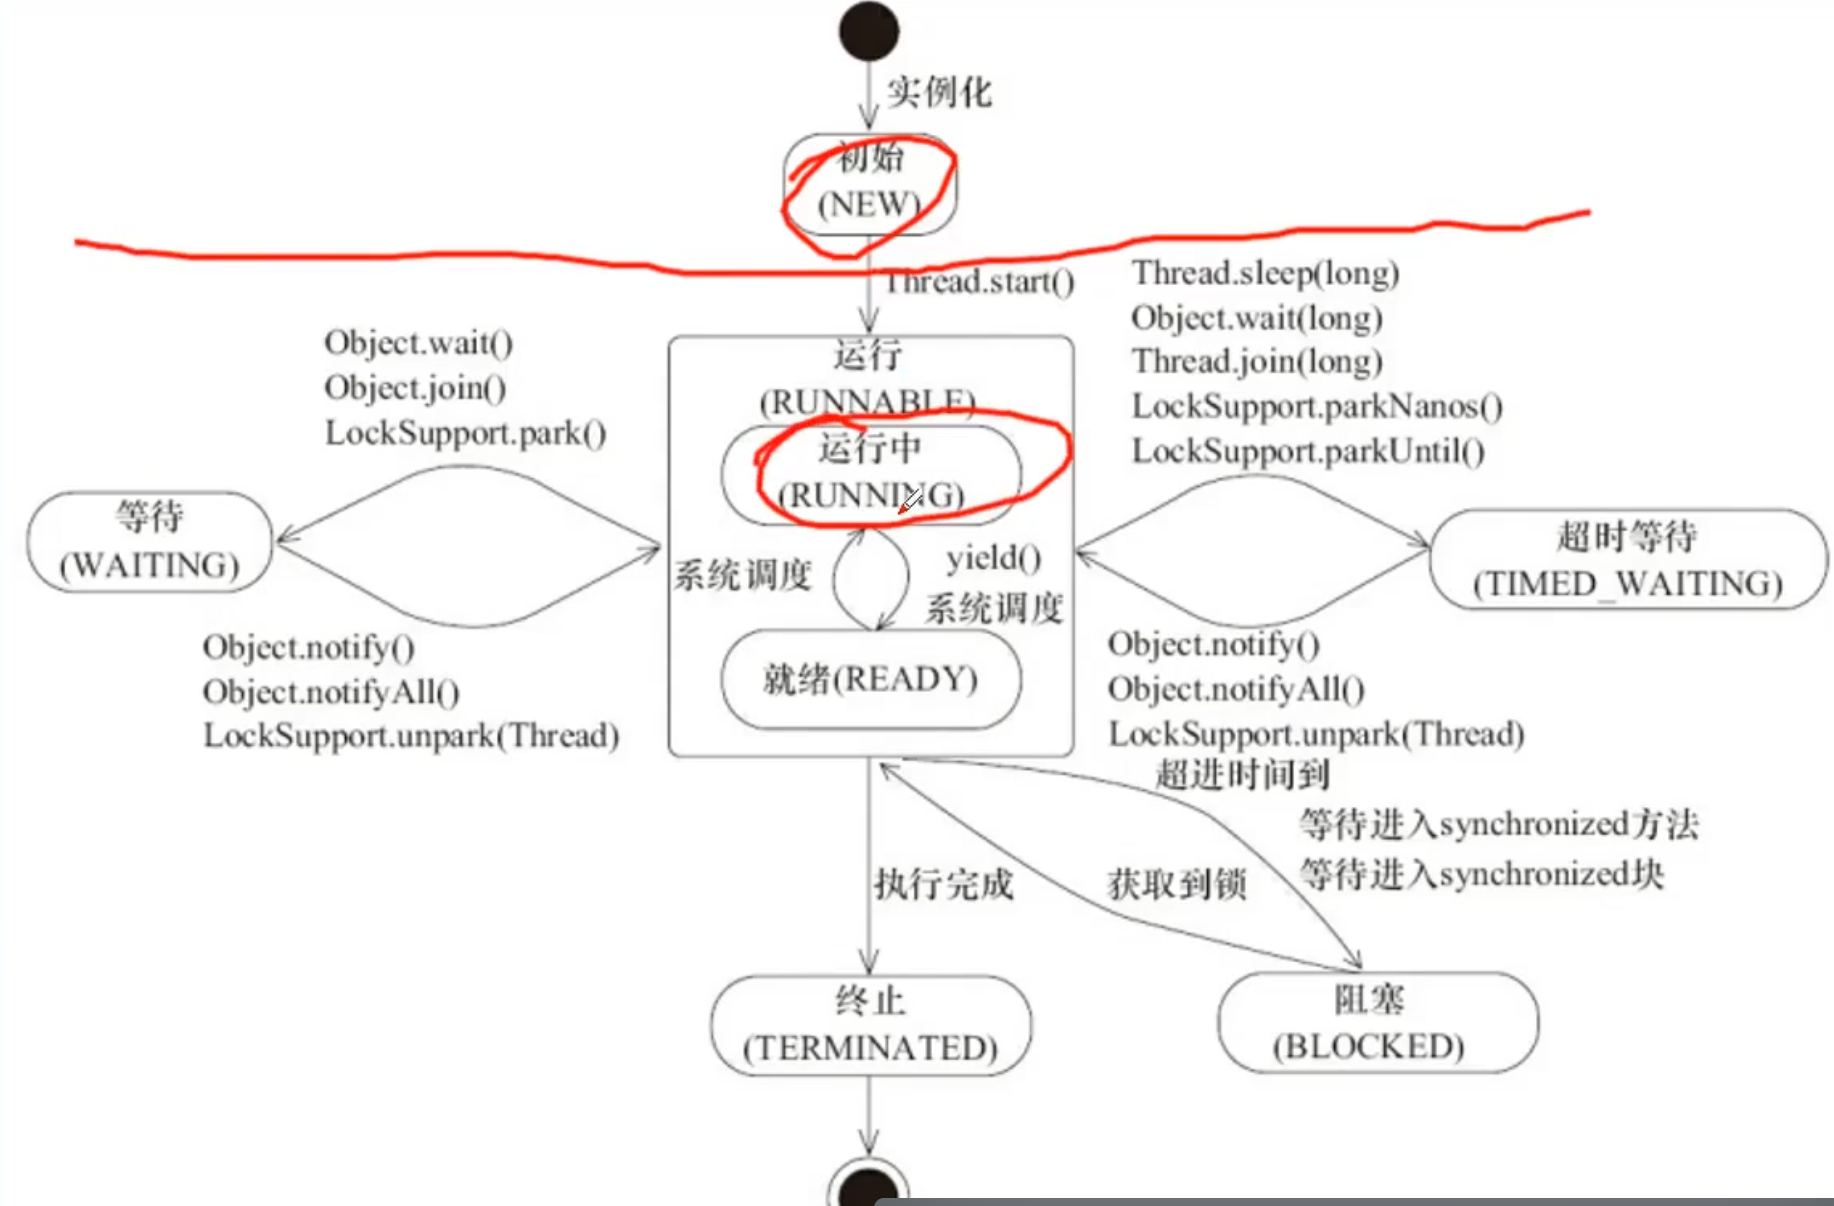 实例化
初始
(NEW)
Thread.start()
Thread.sleep(long)
Object.wait(long)
Thread.join(long)
LockSupport.parkNanos()
LockSupport.parkUntil()
Object.wait()
Object.join()
LockSupport.park()
运行
(RUNNABLE)
运行中
(RUNNING)
等待
(WAITING)
超时等待
(TIMED_WAITING)
系统调度
yield()
系统调度
就绪(READY)
Object.notify()
Object.notifyAll()
LockSupport.unpark(Thread)
Object.notify()
Object.notifyAll()
LockSupport.unpark(Thread)
超进时间到
等待进入synchronized方法
等待进入synchronized块
执行完成
获取到锁
终止
(TERMINATED)
阻塞
(BLOCKED)